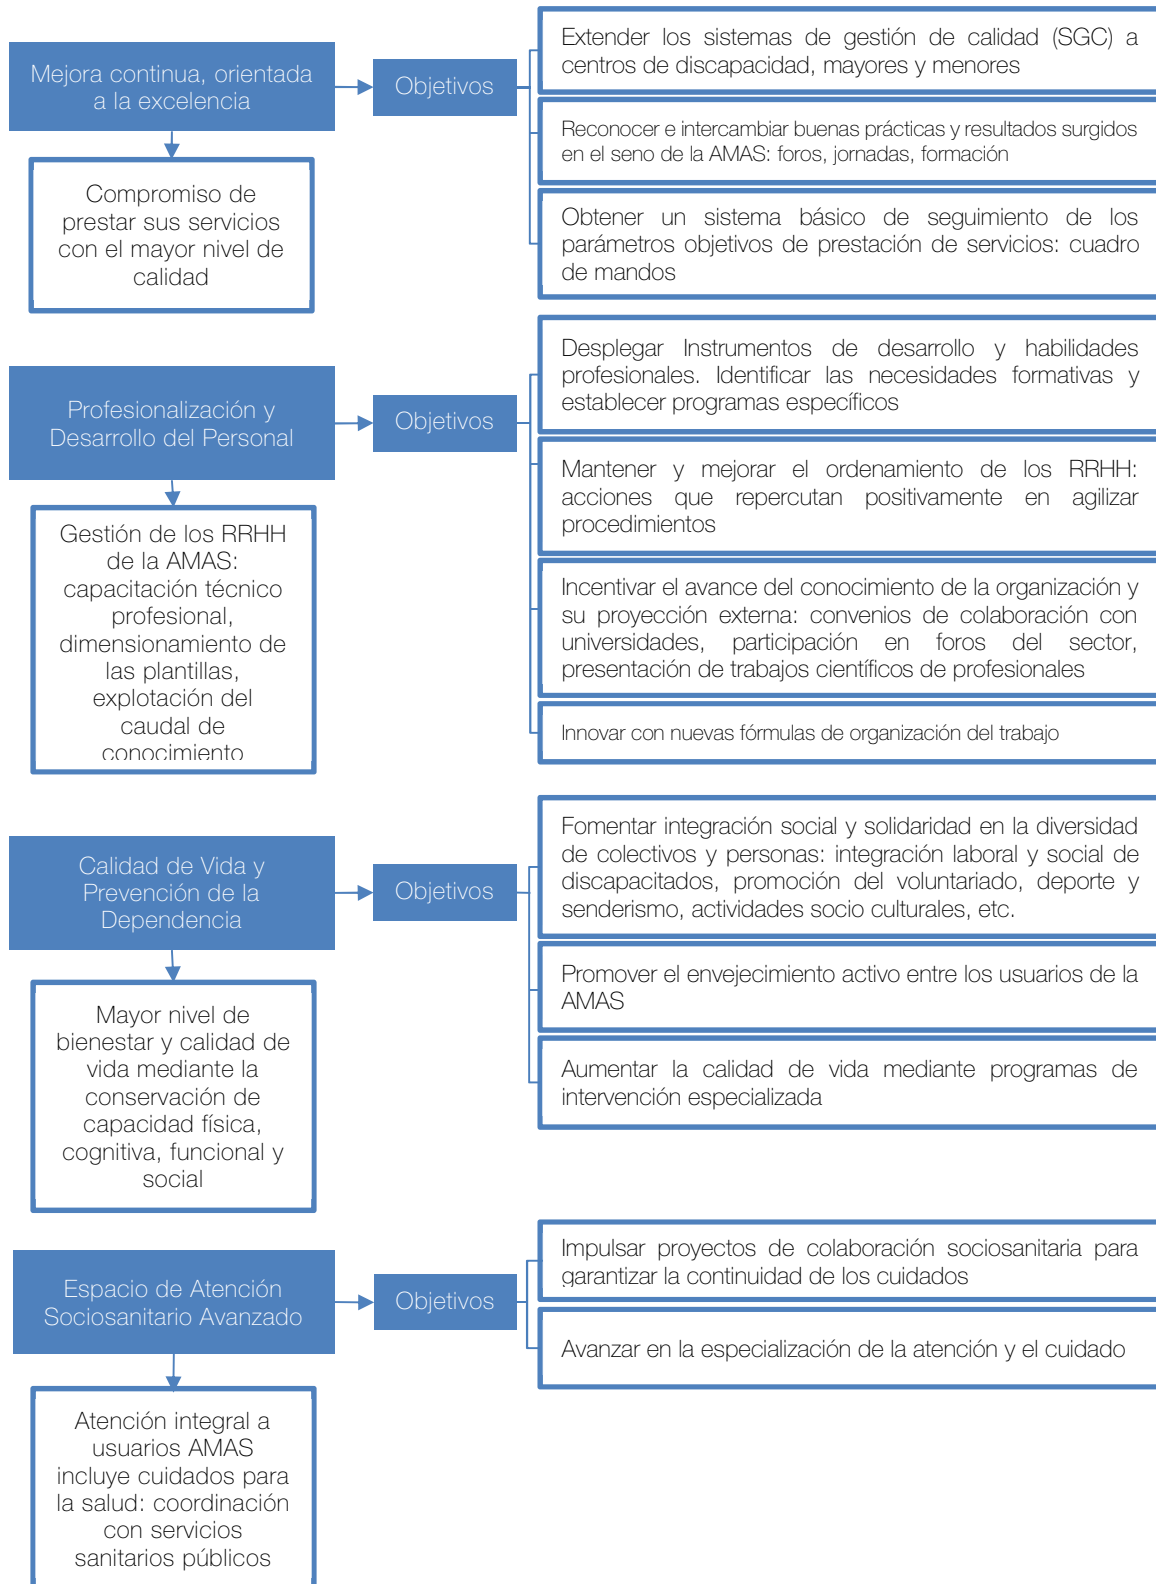 Mejora continua, orientada
a la excelencia
Objetivos
Compromiso de
prestar sus servicios
con el mayor nivel de
calidad
Extender los sistemas de gestión de calidad (SGC) a
centros de discapacidad, mayores y menores
Reconocer e intercambiar buenas prácticas y resultados surgidos
en el seno de la AMAS: foros, jornadas, formación
Obtener un sistema básico de seguimiento de los
parámetros objetivos de prestación de servicios: cuadro
de mandos
Profesionalización y
Desarrollo del Personal
Objetivos
Gestión de los RRHH
de la AMAS:
capacitación técnico
profesional,
dimensionamiento de
las plantillas,
explotación del
caudal de
conocimiento
Desplegar Instrumentos de desarrollo y habilidades
profesionales. Identificar las necesidades formativas y
establecer programas específicos
Mantener y mejorar el ordenamiento de los RRHH:
acciones que repercutan positivamente en agilizar
procedimientos
Incentivar el avance del conocimiento de la organización y
su proyección externa: convenios de colaboración con
universidades, participación en foros del sector,
presentación de trabajos científicos de profesionales
Innovar con nuevas fórmulas de organización del trabajo
Calidad de Vida y
Prevención de la
Dependencia
Objetivos
Mayor nivel de
bienestar y calidad de
vida mediante la
conservación de
capacidad física,
cognitiva, funcional y
social
Fomentar integración social y solidaridad en la diversidad
de colectivos y personas: integración laboral y social de
discapacitados, promoción del voluntariado, deporte y
senderismo, actividades socio culturales, etc.
Promover el envejecimiento activo entre los usuarios de la
AMAS
Aumentar la calidad de vida mediante programas de
intervención especializada
Espacio de Atención
Sociosanitario Avanzado
Objetivos
Atención integral a
usuarios AMAS
incluye cuidados para
la salud: coordinación
con servicios
sanitarios públicos
Impulsar proyectos de colaboración sociosanitaria para
garantizar la continuidad de los cuidados
Avanzar en la especialización de la atención y el cuidado